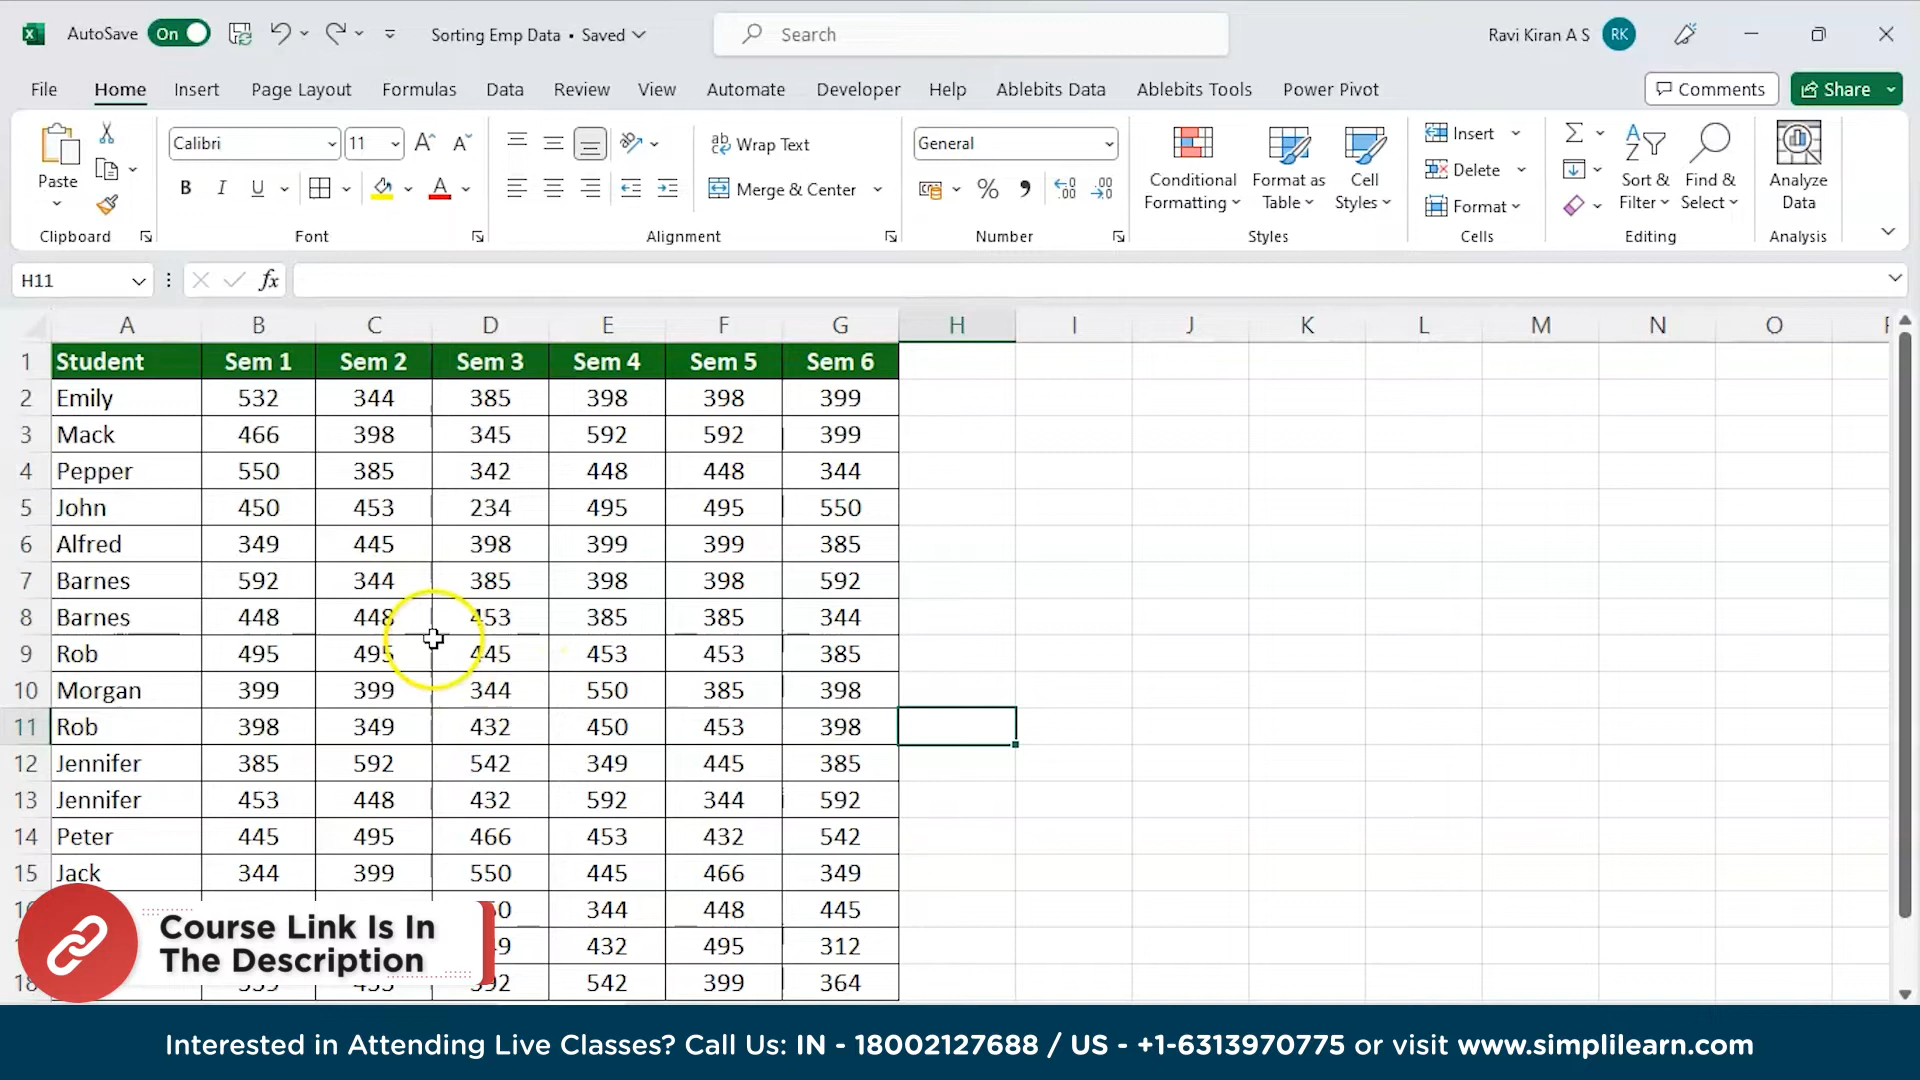 AutoSave On Sorting Emp Data • Saved Search Ravi Kiran A S RK
File Home Insert Page Layout Formulas Data Review View Automate Developer Help Ablebits Data Ablebits Tools Power Pivot Comments Share
Calibri 11 Wrap Text General Insert
Paste Conditional Formatting Format as Table Cell Styles Delete Sort & Filter Find & Select Analyze Data
B I U Merge & Center % Format
Clipboard Font Alignment Number Styles Cells Editing Analysis
H11 fx
A B C D E F G H I J K L M N O
1 Student Sem 1 Sem 2 Sem 3 Sem 4 Sem 5 Sem 6
2 Emily 532 344 385 398 398 399
3 Mack 466 398 345 592 592 399
4 Pepper 550 385 342 448 448 344
5 John 450 453 234 495 495 550
6 Alfred 349 445 398 399 399 385
7 Barnes 592 344 385 398 398 592
8 Barnes 448 448 453 385 385 344
9 Rob 495 495 445 453 453 385
10 Morgan 399 399 344 550 385 398
11 Rob 398 349 432 450 453 398
12 Jennifer 385 592 542 349 445 385
13 Jennifer 453 448 432 592 344 592
14 Peter 445 495 466 453 432 542
15 Jack 344 399 550 445 466 349
344 448 445
432 495 312
18 542 399 364
Course Link Is In
The Description
Interested in Attending Live Classes? Call Us: IN - 18002127688 / US - +1-6313970775 or visit www.simplilearn.com